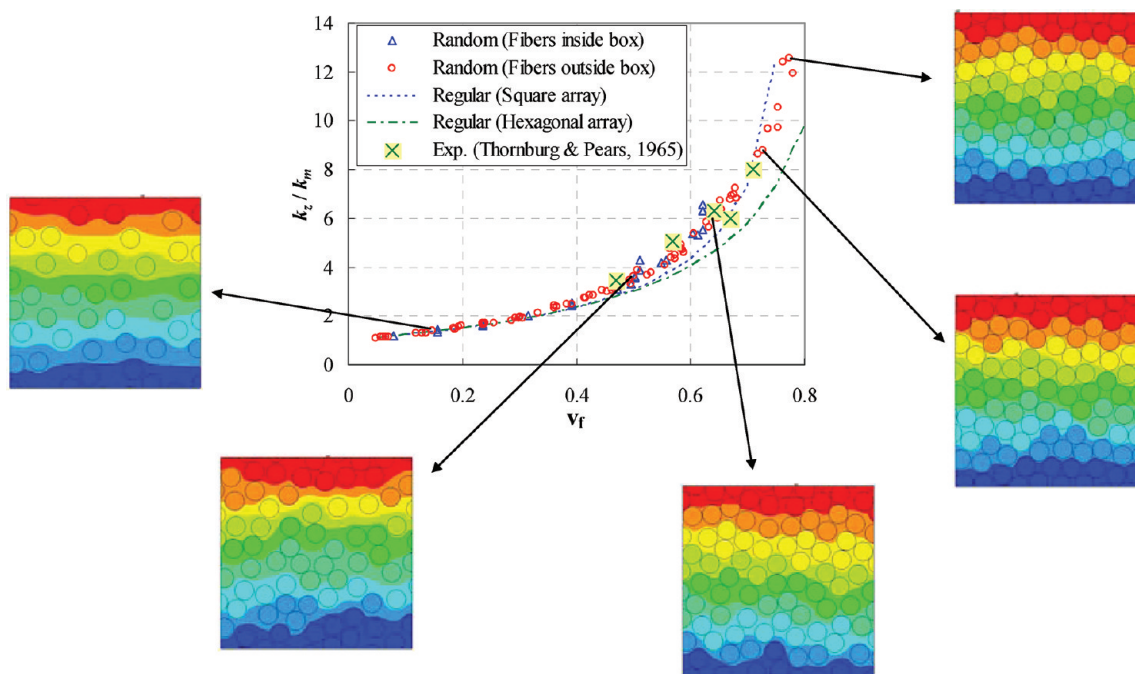 14
12
10
8
6
4
2
0
k_z / k_m
Random (Fibers inside box)
Random (Fibers outside box)
Regular (Square array)
Regular (Hexagonal array)
Exp. (Thornburg & Pears, 1965)
0 0.2 0.4 0.6 0.8
v_f